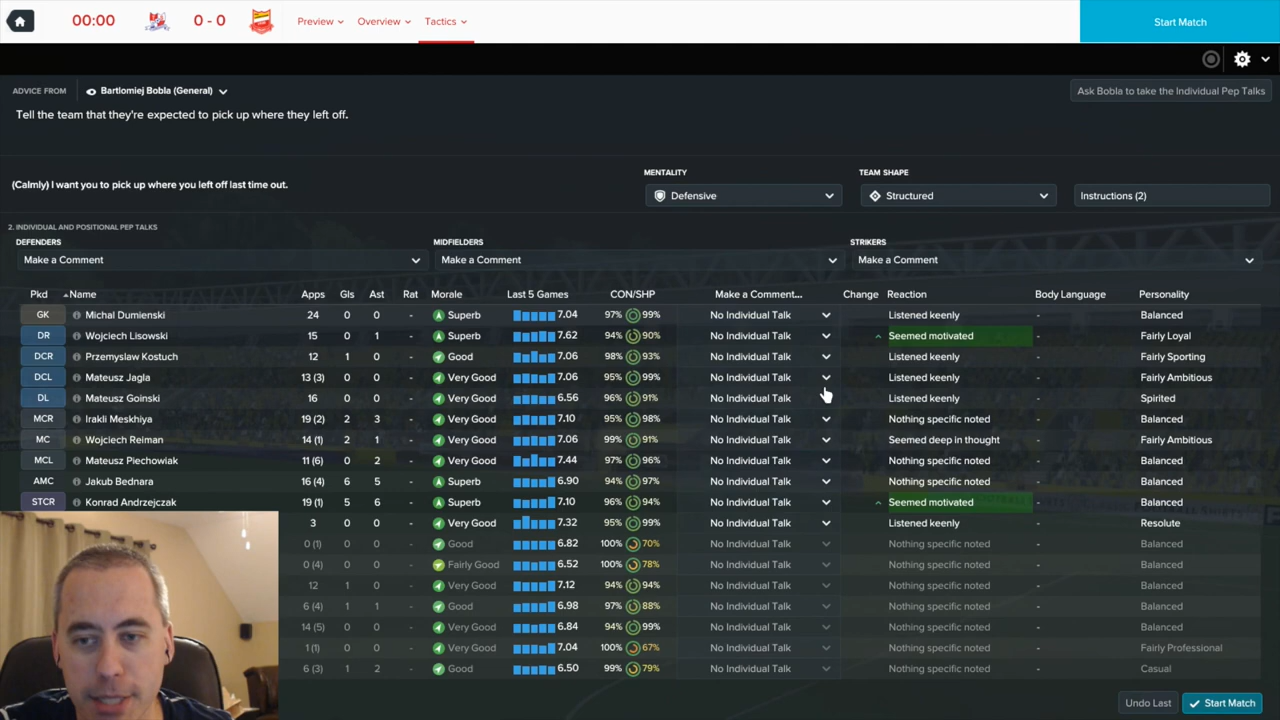 00:00 0 - 0 Preview Overview Tactics Start Match
ADVICE FROM Bartlomiej Bobla (General) Ask Bobla to take the Individual Pep Talks
Tell the team that they're expected to pick up where they left off.
MENTALITY TEAM SHAPE
(Calmly) I want you to pick up where you left off last time out. Defensive Structured Instructions (2)
2. INDIVIDUAL AND POSITIONAL PEP TALKS
DEFENDERS MIDFIELDERS STRIKERS
Make a Comment Make a Comment Make a Comment
Pkd Name Apps Gls Ast Rat Morale Last 5 Games CON/SHP Make a Comment... Change Reaction Body Language Personality
GK Michal Dumienski 24 0 0 - Superb 7.04 97% 99% No Individual Talk Listened keenly - Balanced
DR Wojciech Lisowski 15 0 1 - Superb 7.62 94% 90% No Individual Talk Seemed motivated - Fairly Loyal
DCR Przemyslaw Kostuch 12 1 0 - Good 7.06 98% 93% No Individual Talk Listened keenly - Fairly Sporting
DCL Mateusz Jagla 13 (3) 0 0 - Very Good 7.06 95% 99% No Individual Talk Listened keenly - Fairly Ambitious
DL Mateusz Goinski 16 0 0 - Very Good 6.56 96% 91% No Individual Talk Listened keenly - Spirited
MCR Irakli Meskhiya 19 (2) 2 3 - Very Good 7.10 95% 98% No Individual Talk Nothing specific noted - Balanced
MC Wojciech Reiman 14 (1) 2 1 - Very Good 7.06 99% 91% No Individual Talk Seemed deep in thought - Fairly Ambitious
MCL Mateusz Piechowiak 11 (6) 0 2 - Very Good 7.44 97% 96% No Individual Talk Nothing specific noted - Balanced
AMC Jakub Bednara 16 (4) 6 5 - Superb 6.90 94% 97% No Individual Talk Nothing specific noted - Balanced
STCR Konrad Andrzejczak 19 (1) 5 6 - Superb 7.10 96% 94% No Individual Talk Seemed motivated - Balanced
3 0 0 - Very Good 7.32 95% 99% No Individual Talk Listened keenly - Resolute
0 (1) 0 0 - Good 6.82 100% 70% No Individual Talk Nothing specific noted - Balanced
0 (4) 0 0 - Fairly Good 6.52 100% 78% No Individual Talk Nothing specific noted - Balanced
12 1 0 - Very Good 7.12 94% 94% No Individual Talk Nothing specific noted - Balanced
6 (4) 1 1 - Good 6.98 97% 88% No Individual Talk Nothing specific noted - Balanced
14 (5) 0 0 - Very Good 6.84 94% 99% No Individual Talk Nothing specific noted - Balanced
1 (1) 0 0 - Very Good 7.04 100% 67% No Individual Talk Nothing specific noted - Fairly Professional
6 (3) 1 2 - Good 6.50 99% 79% No Individual Talk Nothing specific noted - Casual
Undo Last Start Match